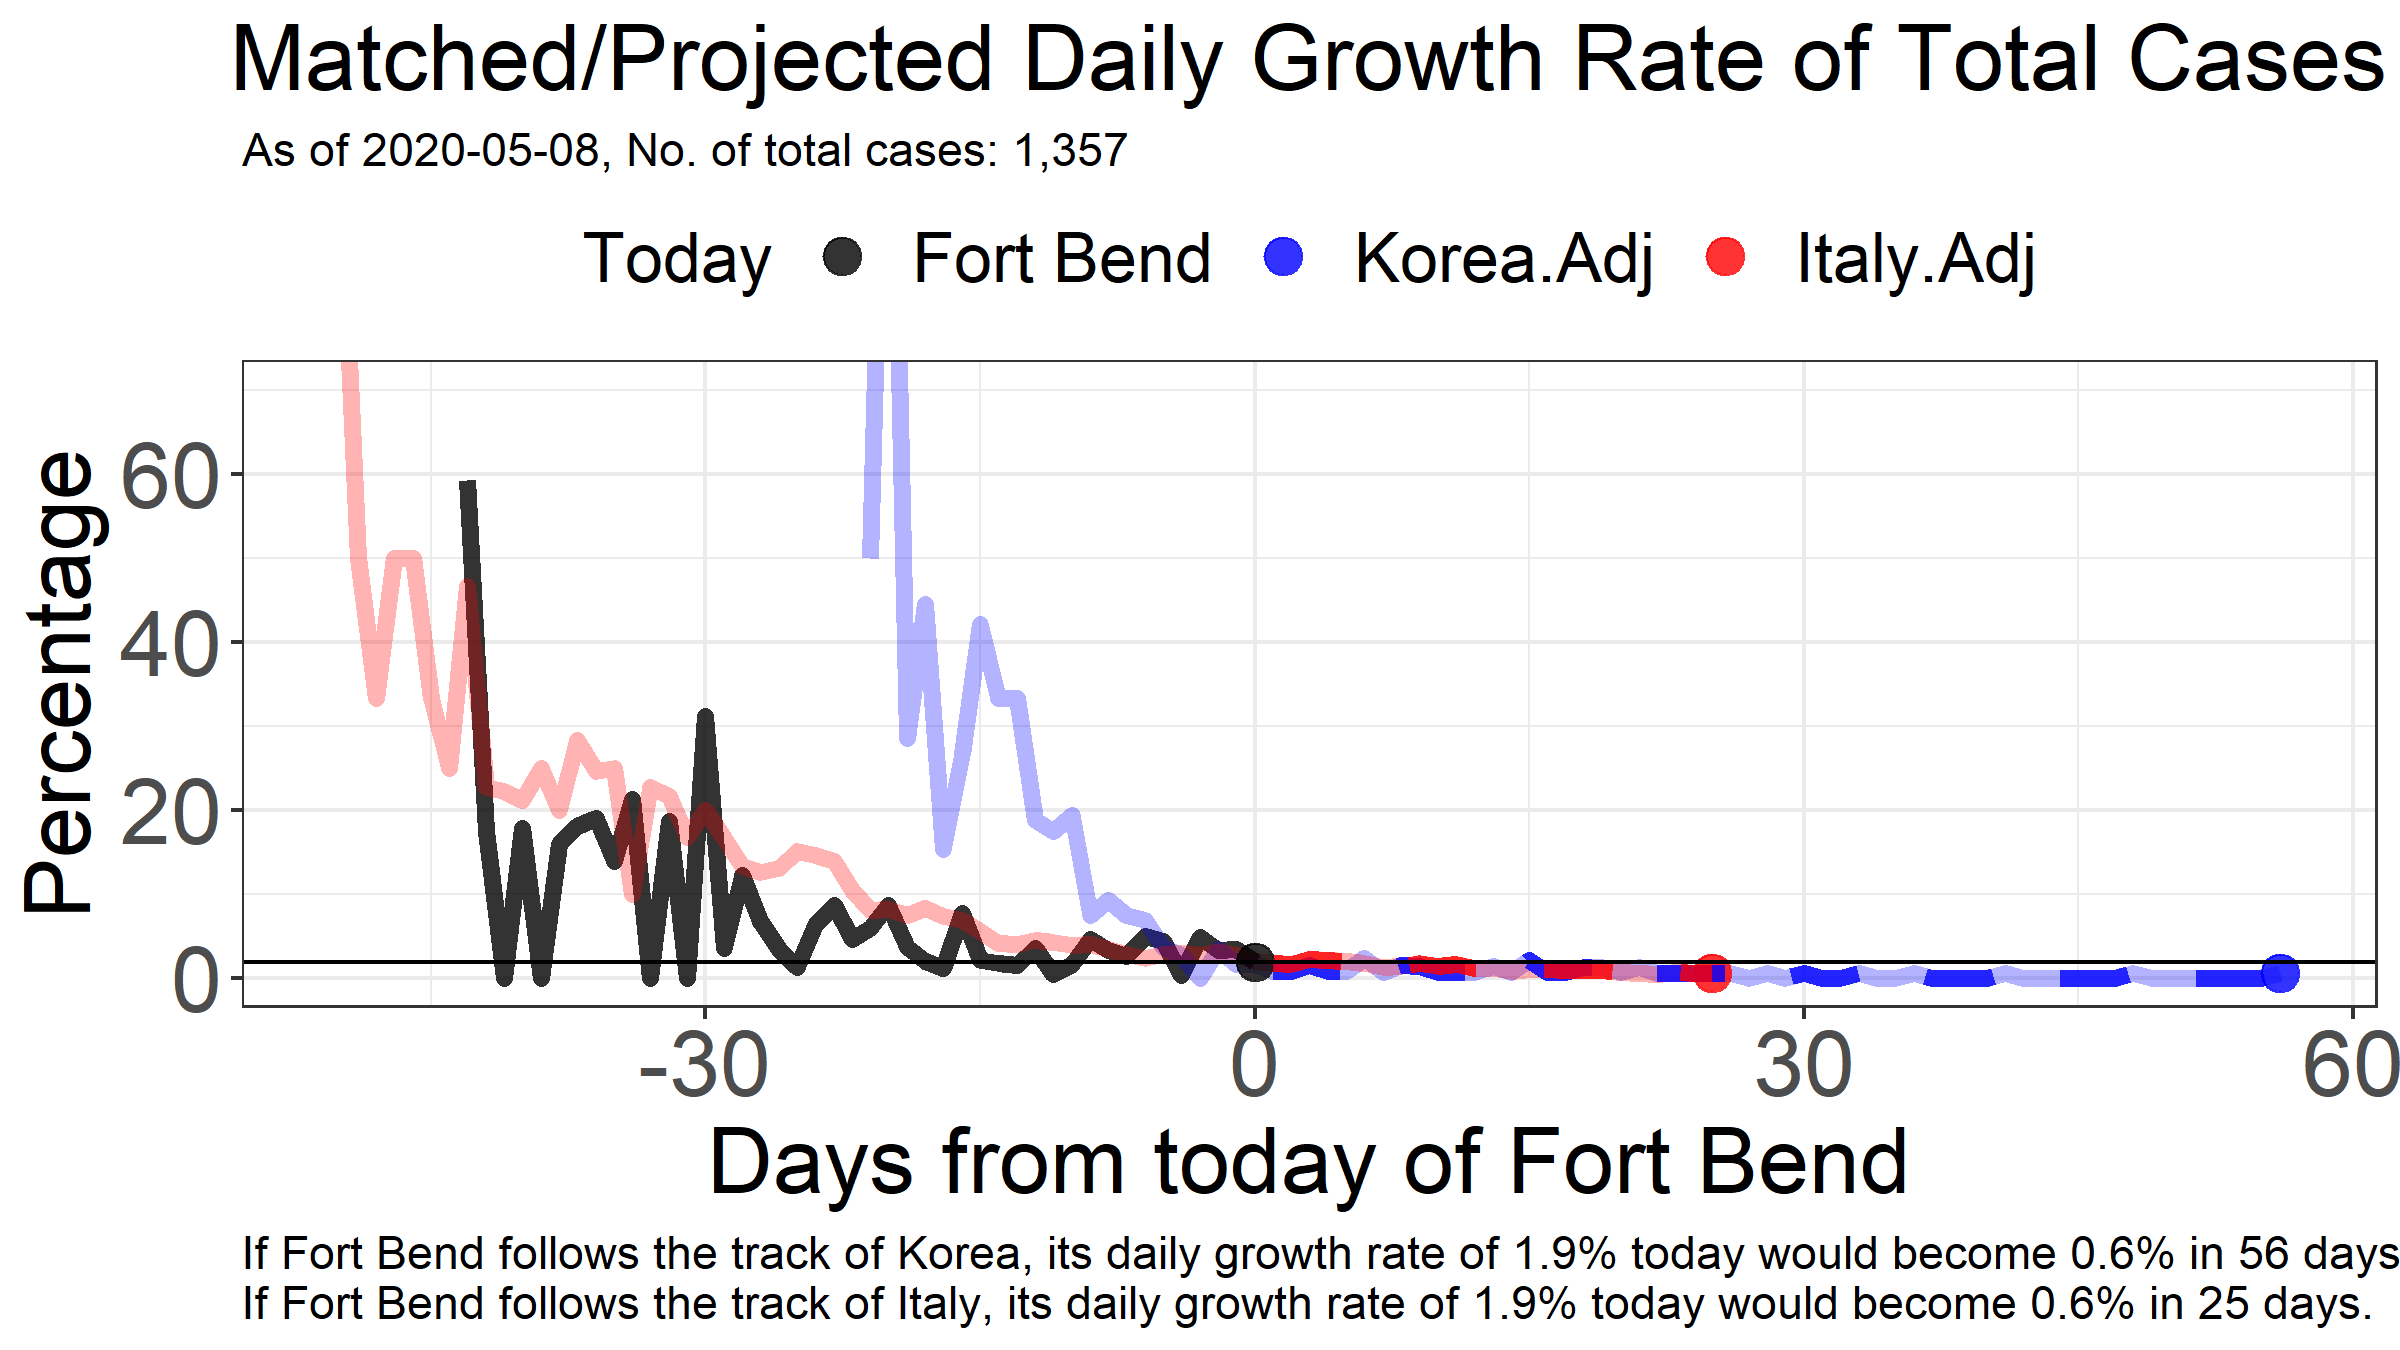 Matched/Projected Daily Growth Rate of Total Cases
As of 2020-05-08, No. of total cases: 1,357
Today Fort Bend Korea.Adj Italy.Adj
Percentage
60
40
20
0
-30 0 30 60
Days from today of Fort Bend
If Fort Bend follows the track of Korea, its daily growth rate of 1.9% today would become 0.6% in 56 days
If Fort Bend follows the track of Italy, its daily growth rate of 1.9% today would become 0.6% in 25 days.